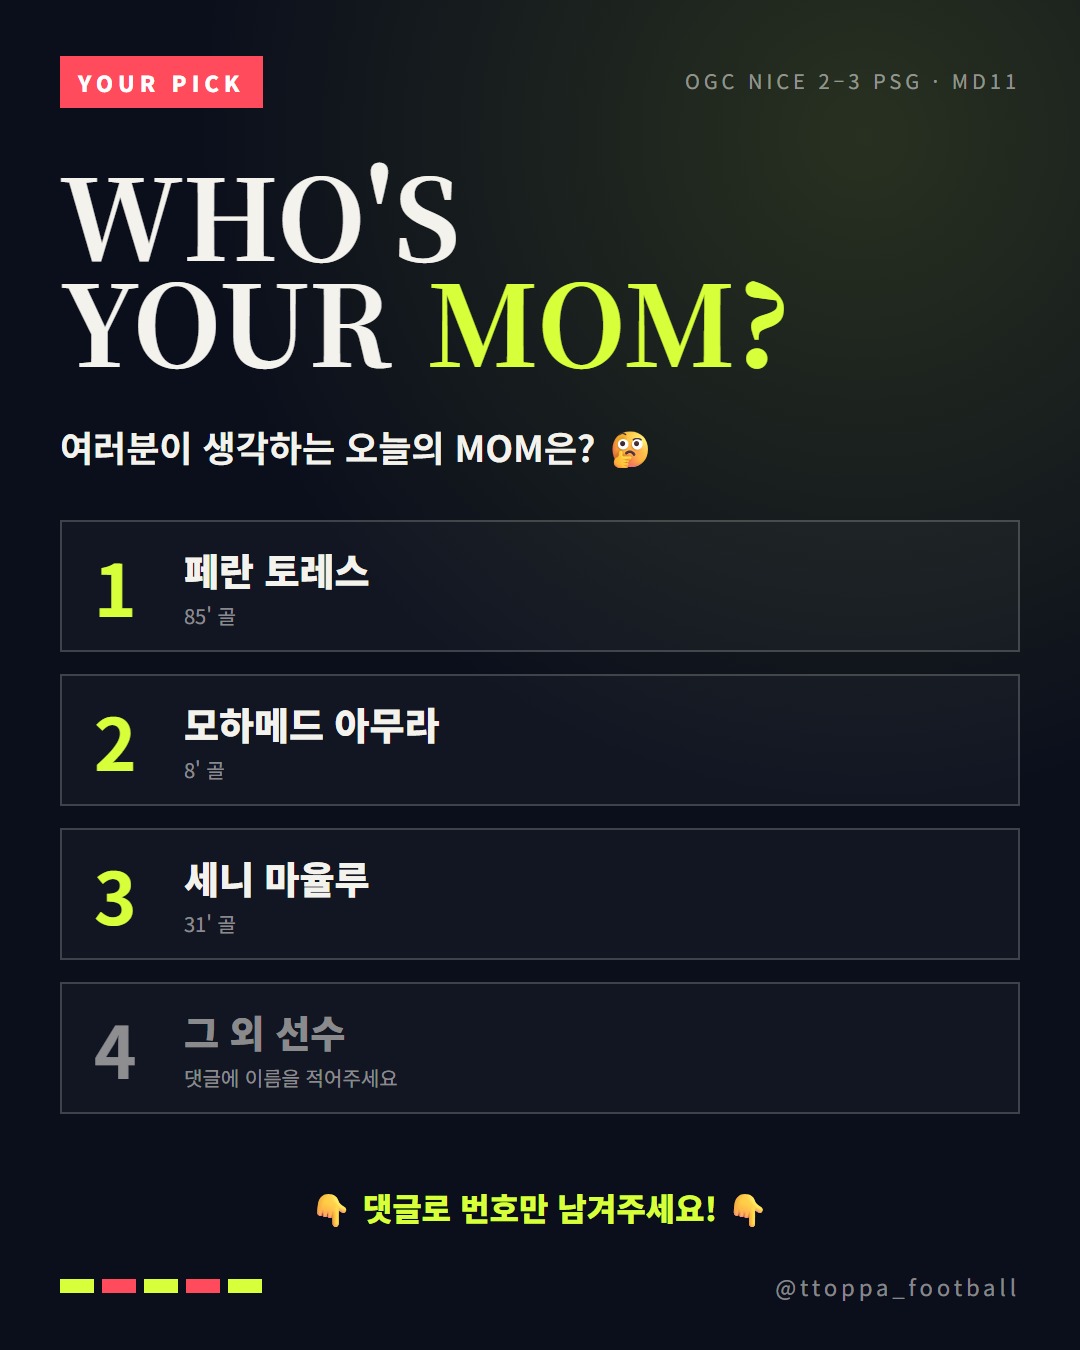 YOUR PICK
OGC NICE 2–3 PSG · MD11
WHO'S
YOUR MOM?
여러분이 생각하는 오늘의 MOM은? 🤔
1
페란 토레스
85' 골
2
모하메드 아무라
8' 골
3
세니 마율루
31' 골
4
그 외 선수
댓글에 이름을 적어주세요
👇 댓글로 번호만 남겨주세요! 👇
@ttoppa_football